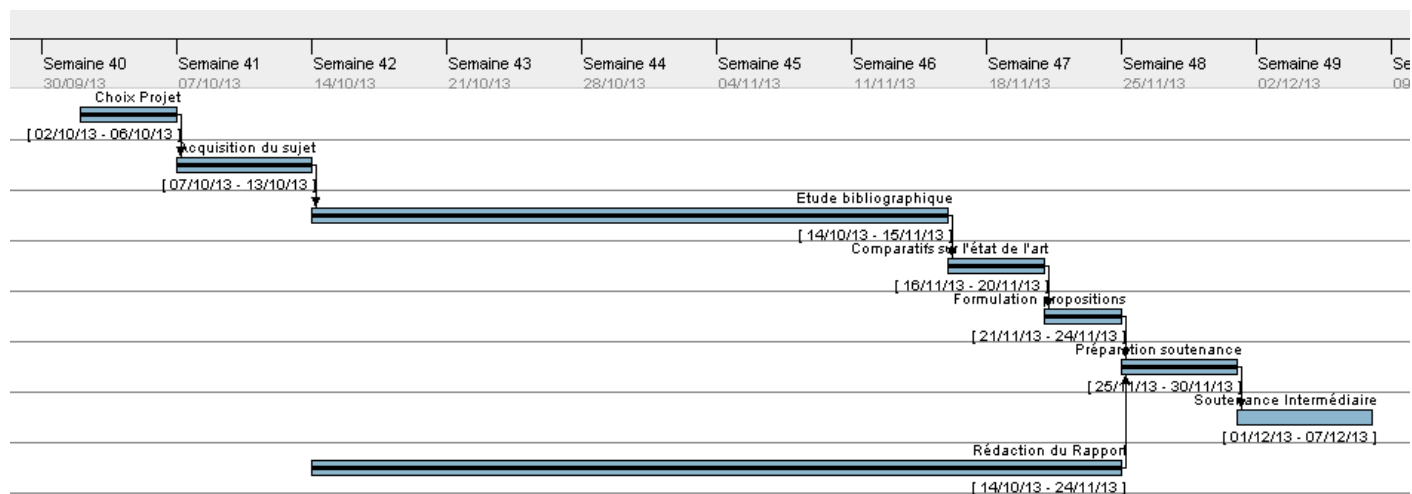 Semaine 40 Semaine 41 Semaine 42 Semaine 43 Semaine 44 Semaine 45 Semaine 46 Semaine 47 Semaine 48 Semaine 49 Se
30/09/13 07/10/13 14/10/13 21/10/13 28/10/13 04/11/13 11/11/13 18/11/13 25/11/13 02/12/13 09
Choix Projet
[ 02/10/13 - 06/10/13 ]
Acquisition du sujet
[ 07/10/13 - 13/10/13 ]
Etude bibliographique
[ 14/10/13 - 15/11/13 ]
Comparatifs sur l'état de l'art
[ 16/11/13 - 20/11/13 ]
Formulation propositions
[ 21/11/13 - 24/11/13 ]
Préparation soutenance
[ 25/11/13 - 30/11/13 ]
Soutenance Intermédiaire
[ 01/12/13 - 07/12/13 ]
Rédaction du Rapport
[ 14/10/13 - 24/11/13 ]